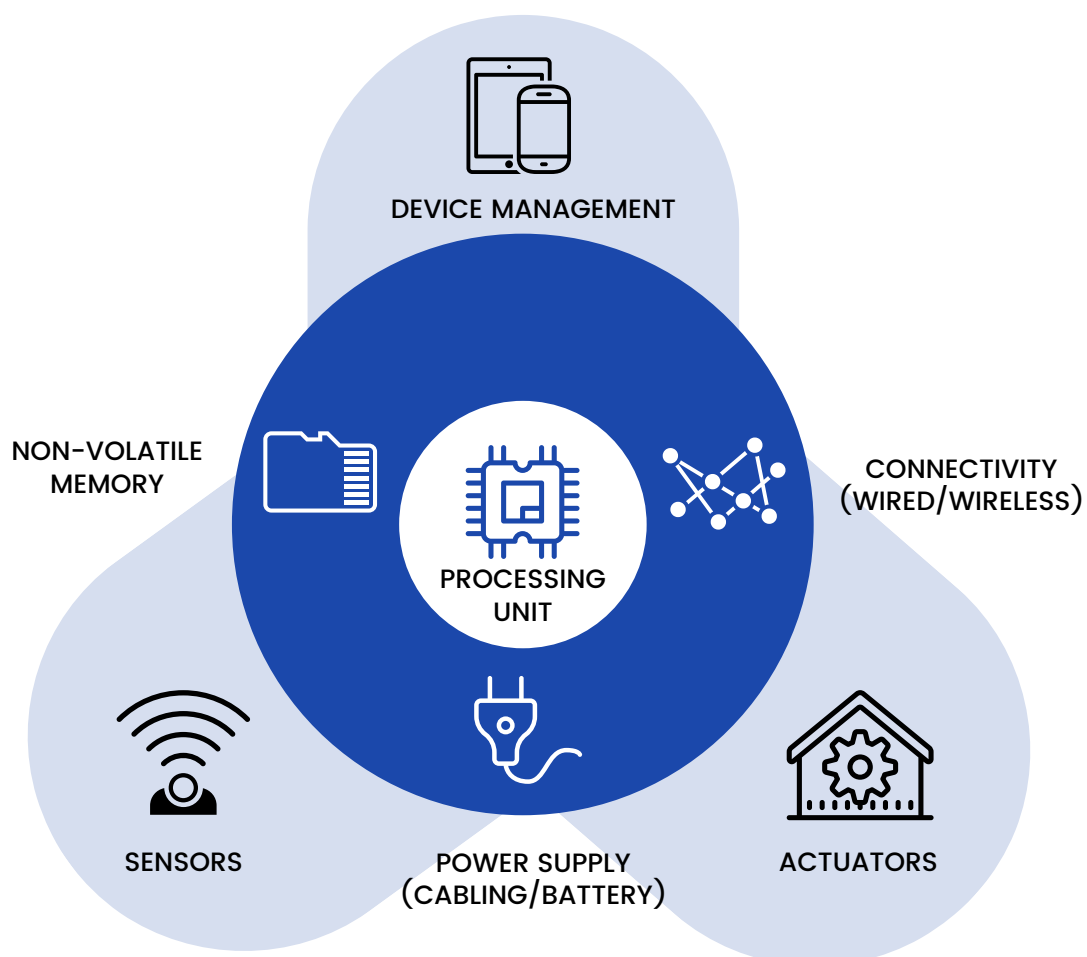 DEVICE MANAGEMENT
NON-VOLATILE
MEMORY
CONNECTIVITY
(WIRED/WIRELESS)
PROCESSING
UNIT
SENSORS
POWER SUPPLY
(CABLING/BATTERY)
ACTUATORS